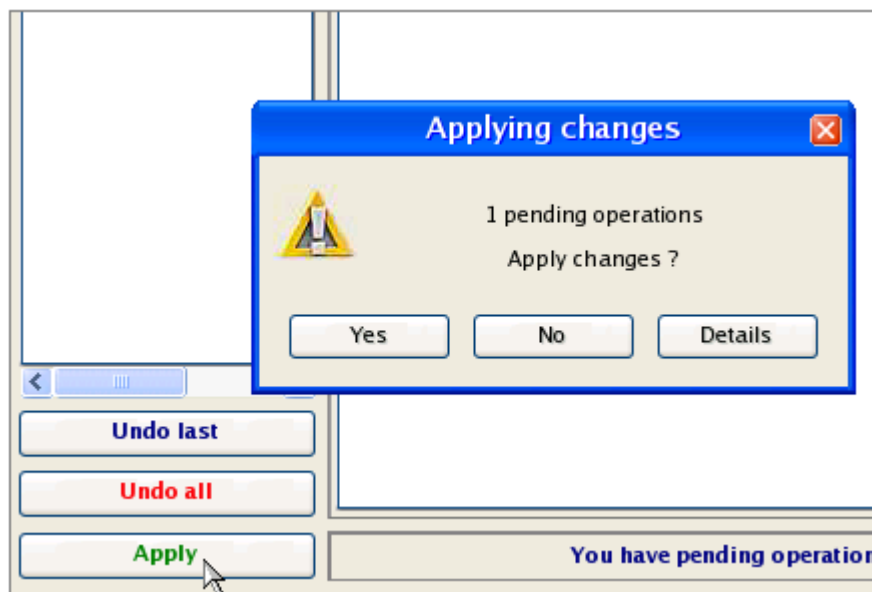 Applying changes
1 pending operations
Apply changes ?
Yes No Details
Undo last
Undo all
Apply
You have pending operation